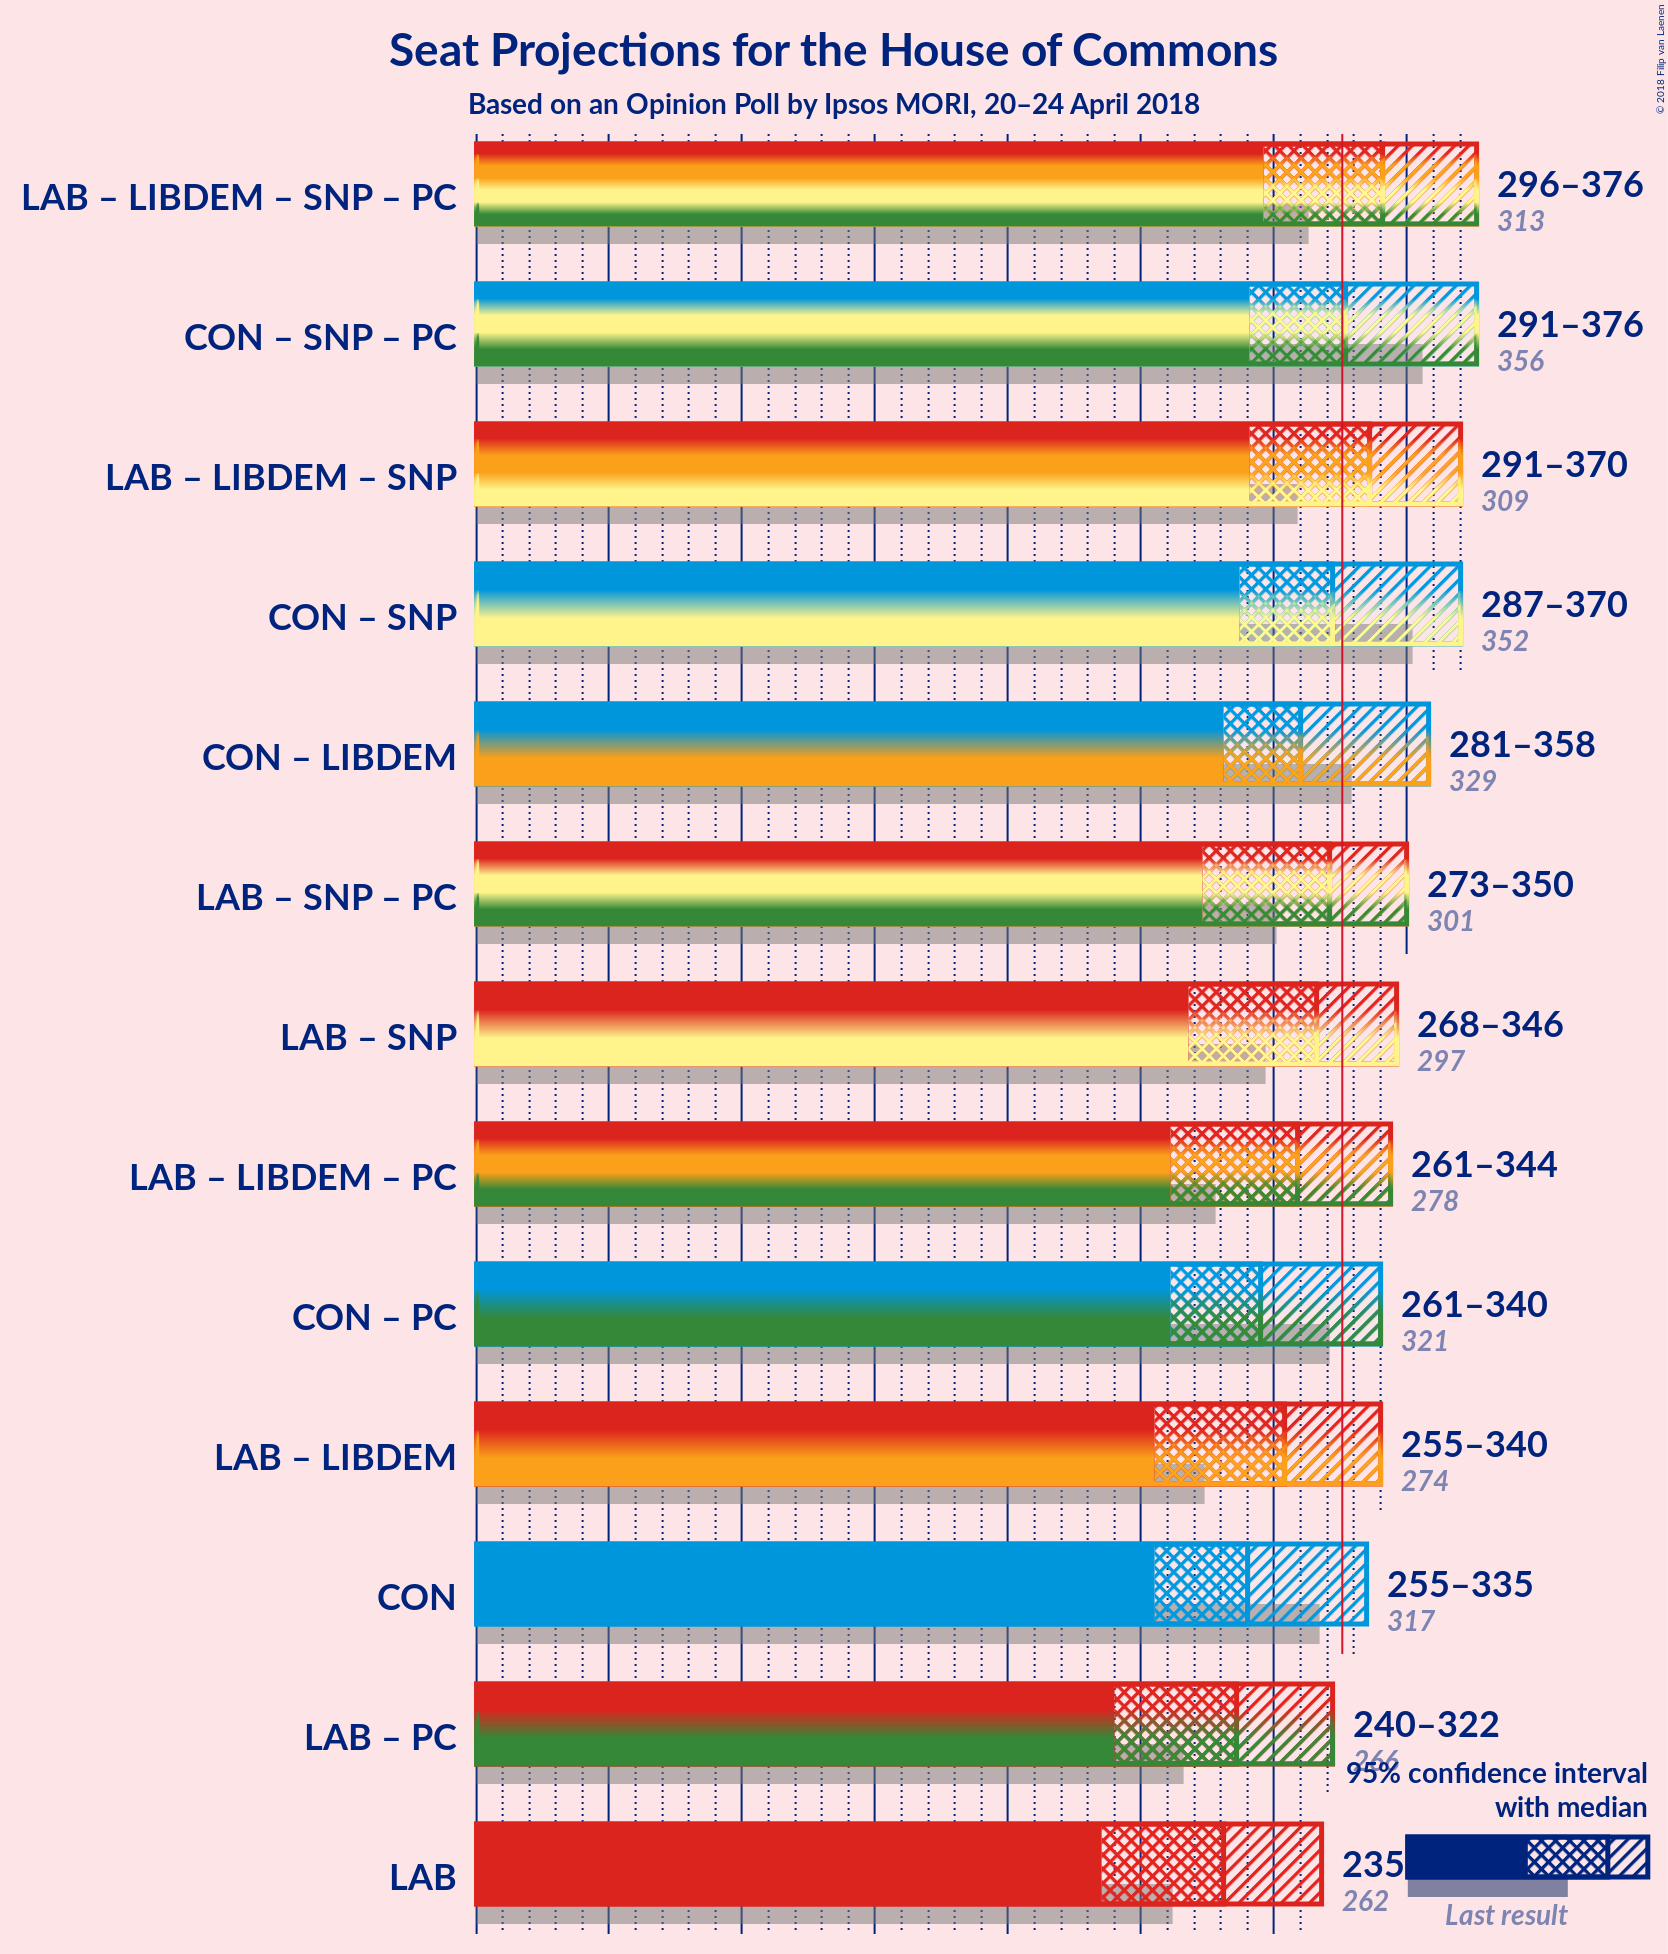 © 2018 Filip van Laenen
Seat Projections for the House of Commons
Based on an Opinion Poll by Ipsos MORI, 20–24 April 2018
LAB – LIBDEM – SNP – PC
296–376
313
CON – SNP – PC
291–376
356
LAB – LIBDEM – SNP
291–370
309
CON – SNP
287–370
352
CON – LIBDEM
281–358
329
LAB – SNP – PC
273–350
301
LAB – SNP
268–346
297
LAB – LIBDEM – PC
261–344
278
CON – PC
261–340
321
LAB – LIBDEM
255–340
274
CON
255–335
317
LAB – PC
240–322
266
95% confidence interval
with median
LAB
235
262
Last result